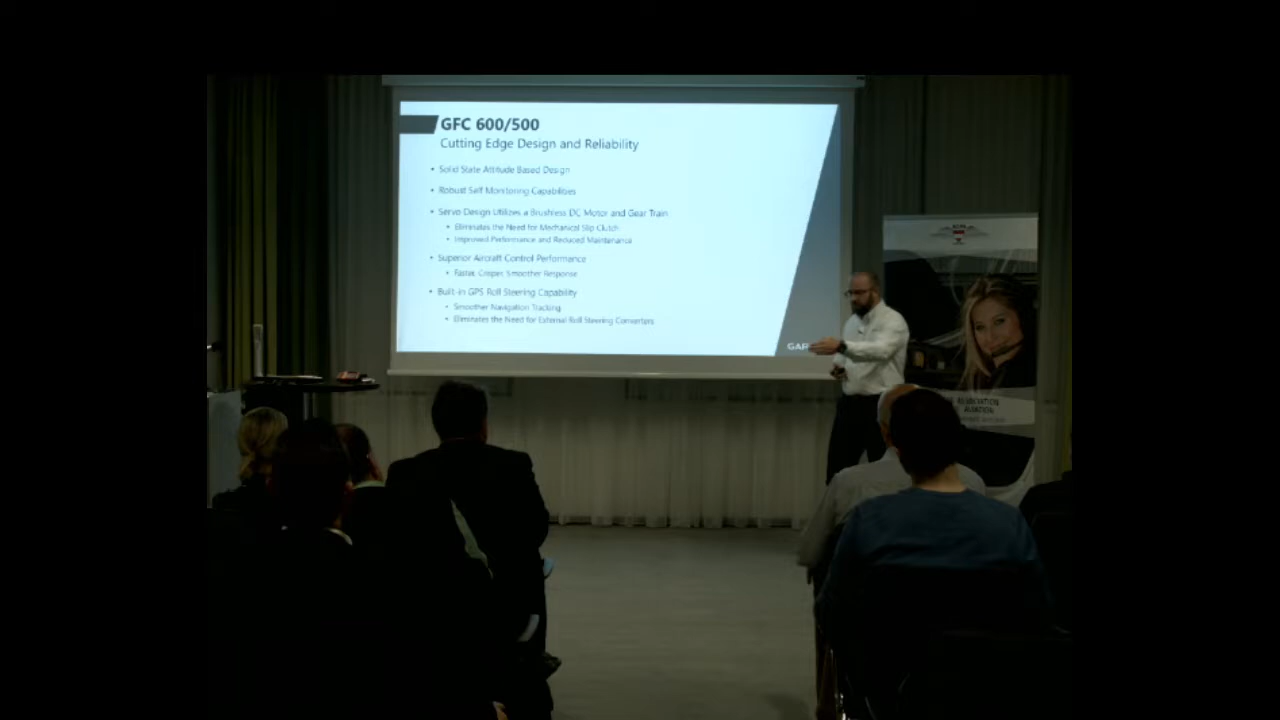 GFC 600/500
Cutting Edge Design and Reliability
• Solid State Attitude Based Design
• Robust Self Monitoring Capabilities
• Servo Design Utilizes a Brushless DC Motor and Gear Train
• Eliminates the Need for Mechanical Slip Clutch
• Improved Performance and Reduced Maintenance
• Superior Aircraft Control Performance
• Faster, Crisper, Smoother Response
• Built-in GPS Roll Steering Capability
• Smoother Navigation Tracking
• Eliminates the Need for External Roll Steering Converters
GAR
ASSOCIATION
AVIATION